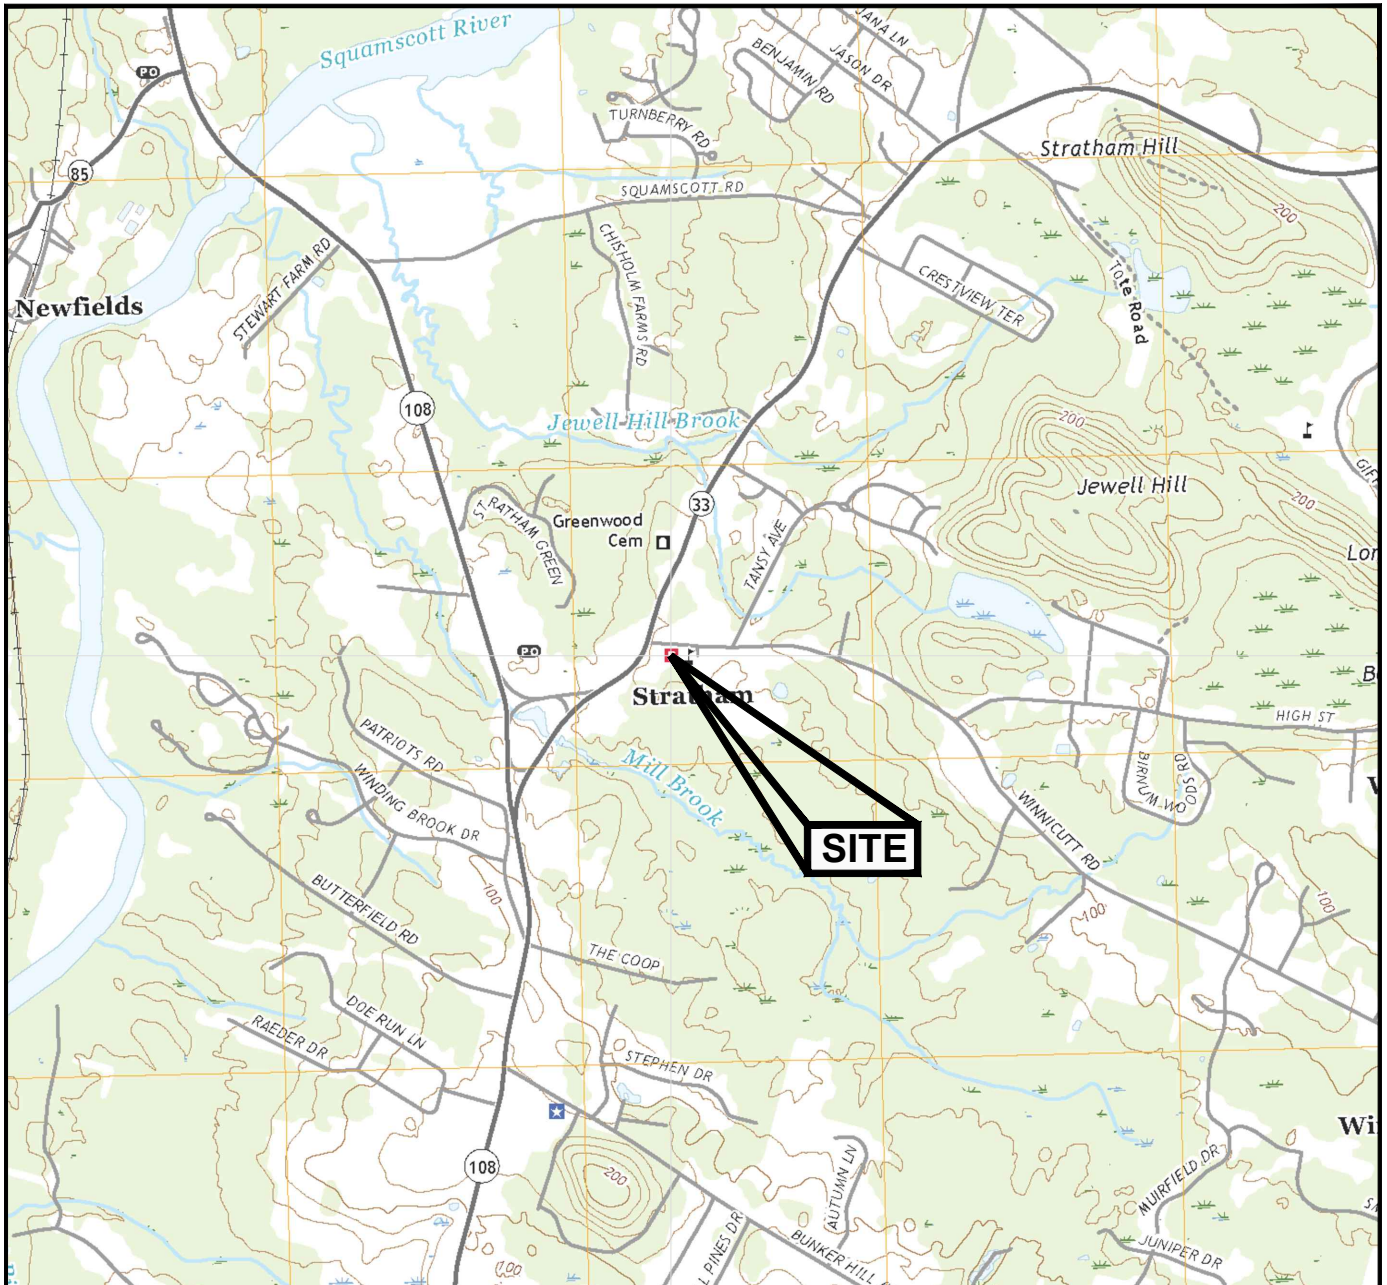 Squamscott River
PO
JANA LN
JASON DR
BENJAMIN RD
TURNBERRY RD
Stratham Hill
85
SQUAMSCOTT RD
200
CHISHOLM FARMS RD
STEWART FARM RD
CRESTVIEW TER
Tote Road
Newfields
108
Jewell Hill Brook
200
Jewell Hill
200
33
STRATHAM GREEN
Greenwood
Cem
TANSY AVE
PO
Stratham
HIGH ST
PATRIOTS RD
Mill Brook
BIRNUM WOODS RD
WINDING BROOK DR
WINNICUTT RD
SITE
100
BUTTERFIELD RD
100
100
THE COOP
DOE RUN LN
RAEDER DR
STEPHEN DR
108
200
AUTUMN LN
MUIRFIELD DR
JUNIPER DR
BUNKER HILL
PINES DR
100